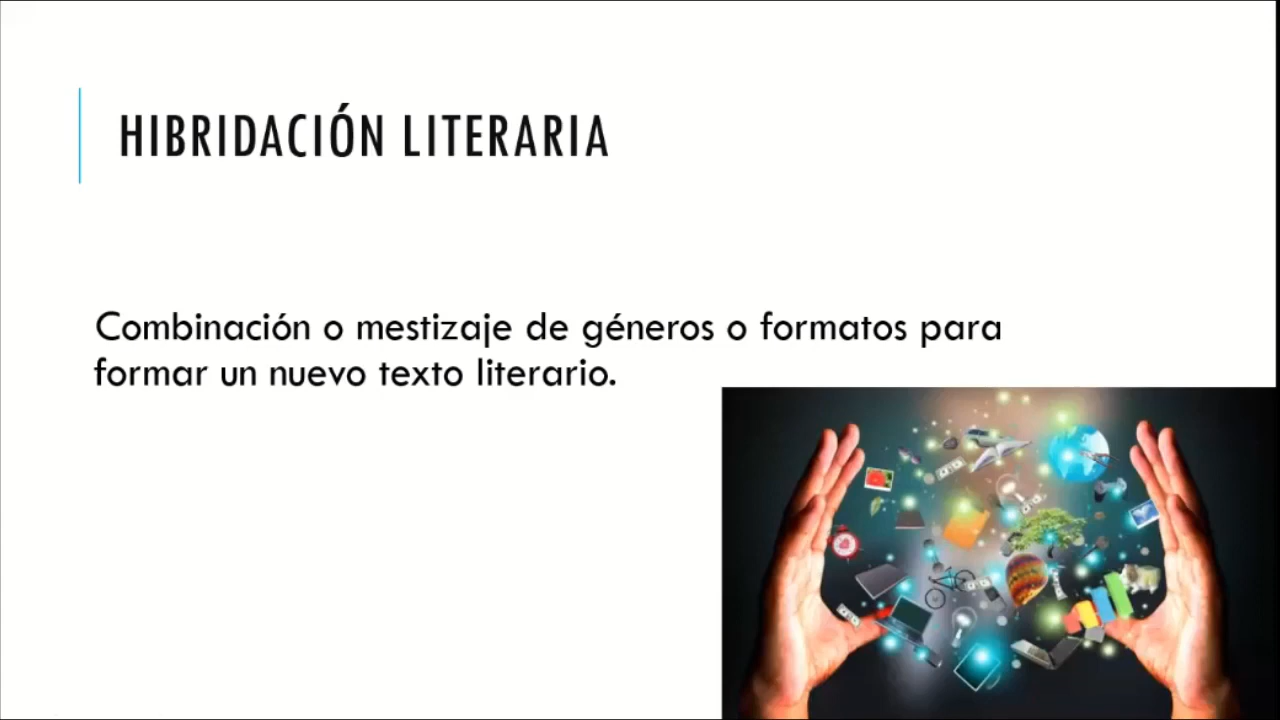 HIBRIDACIÓN LITERARIA
Combinación o mestizaje de géneros o formatos para
formar un nuevo texto literario.